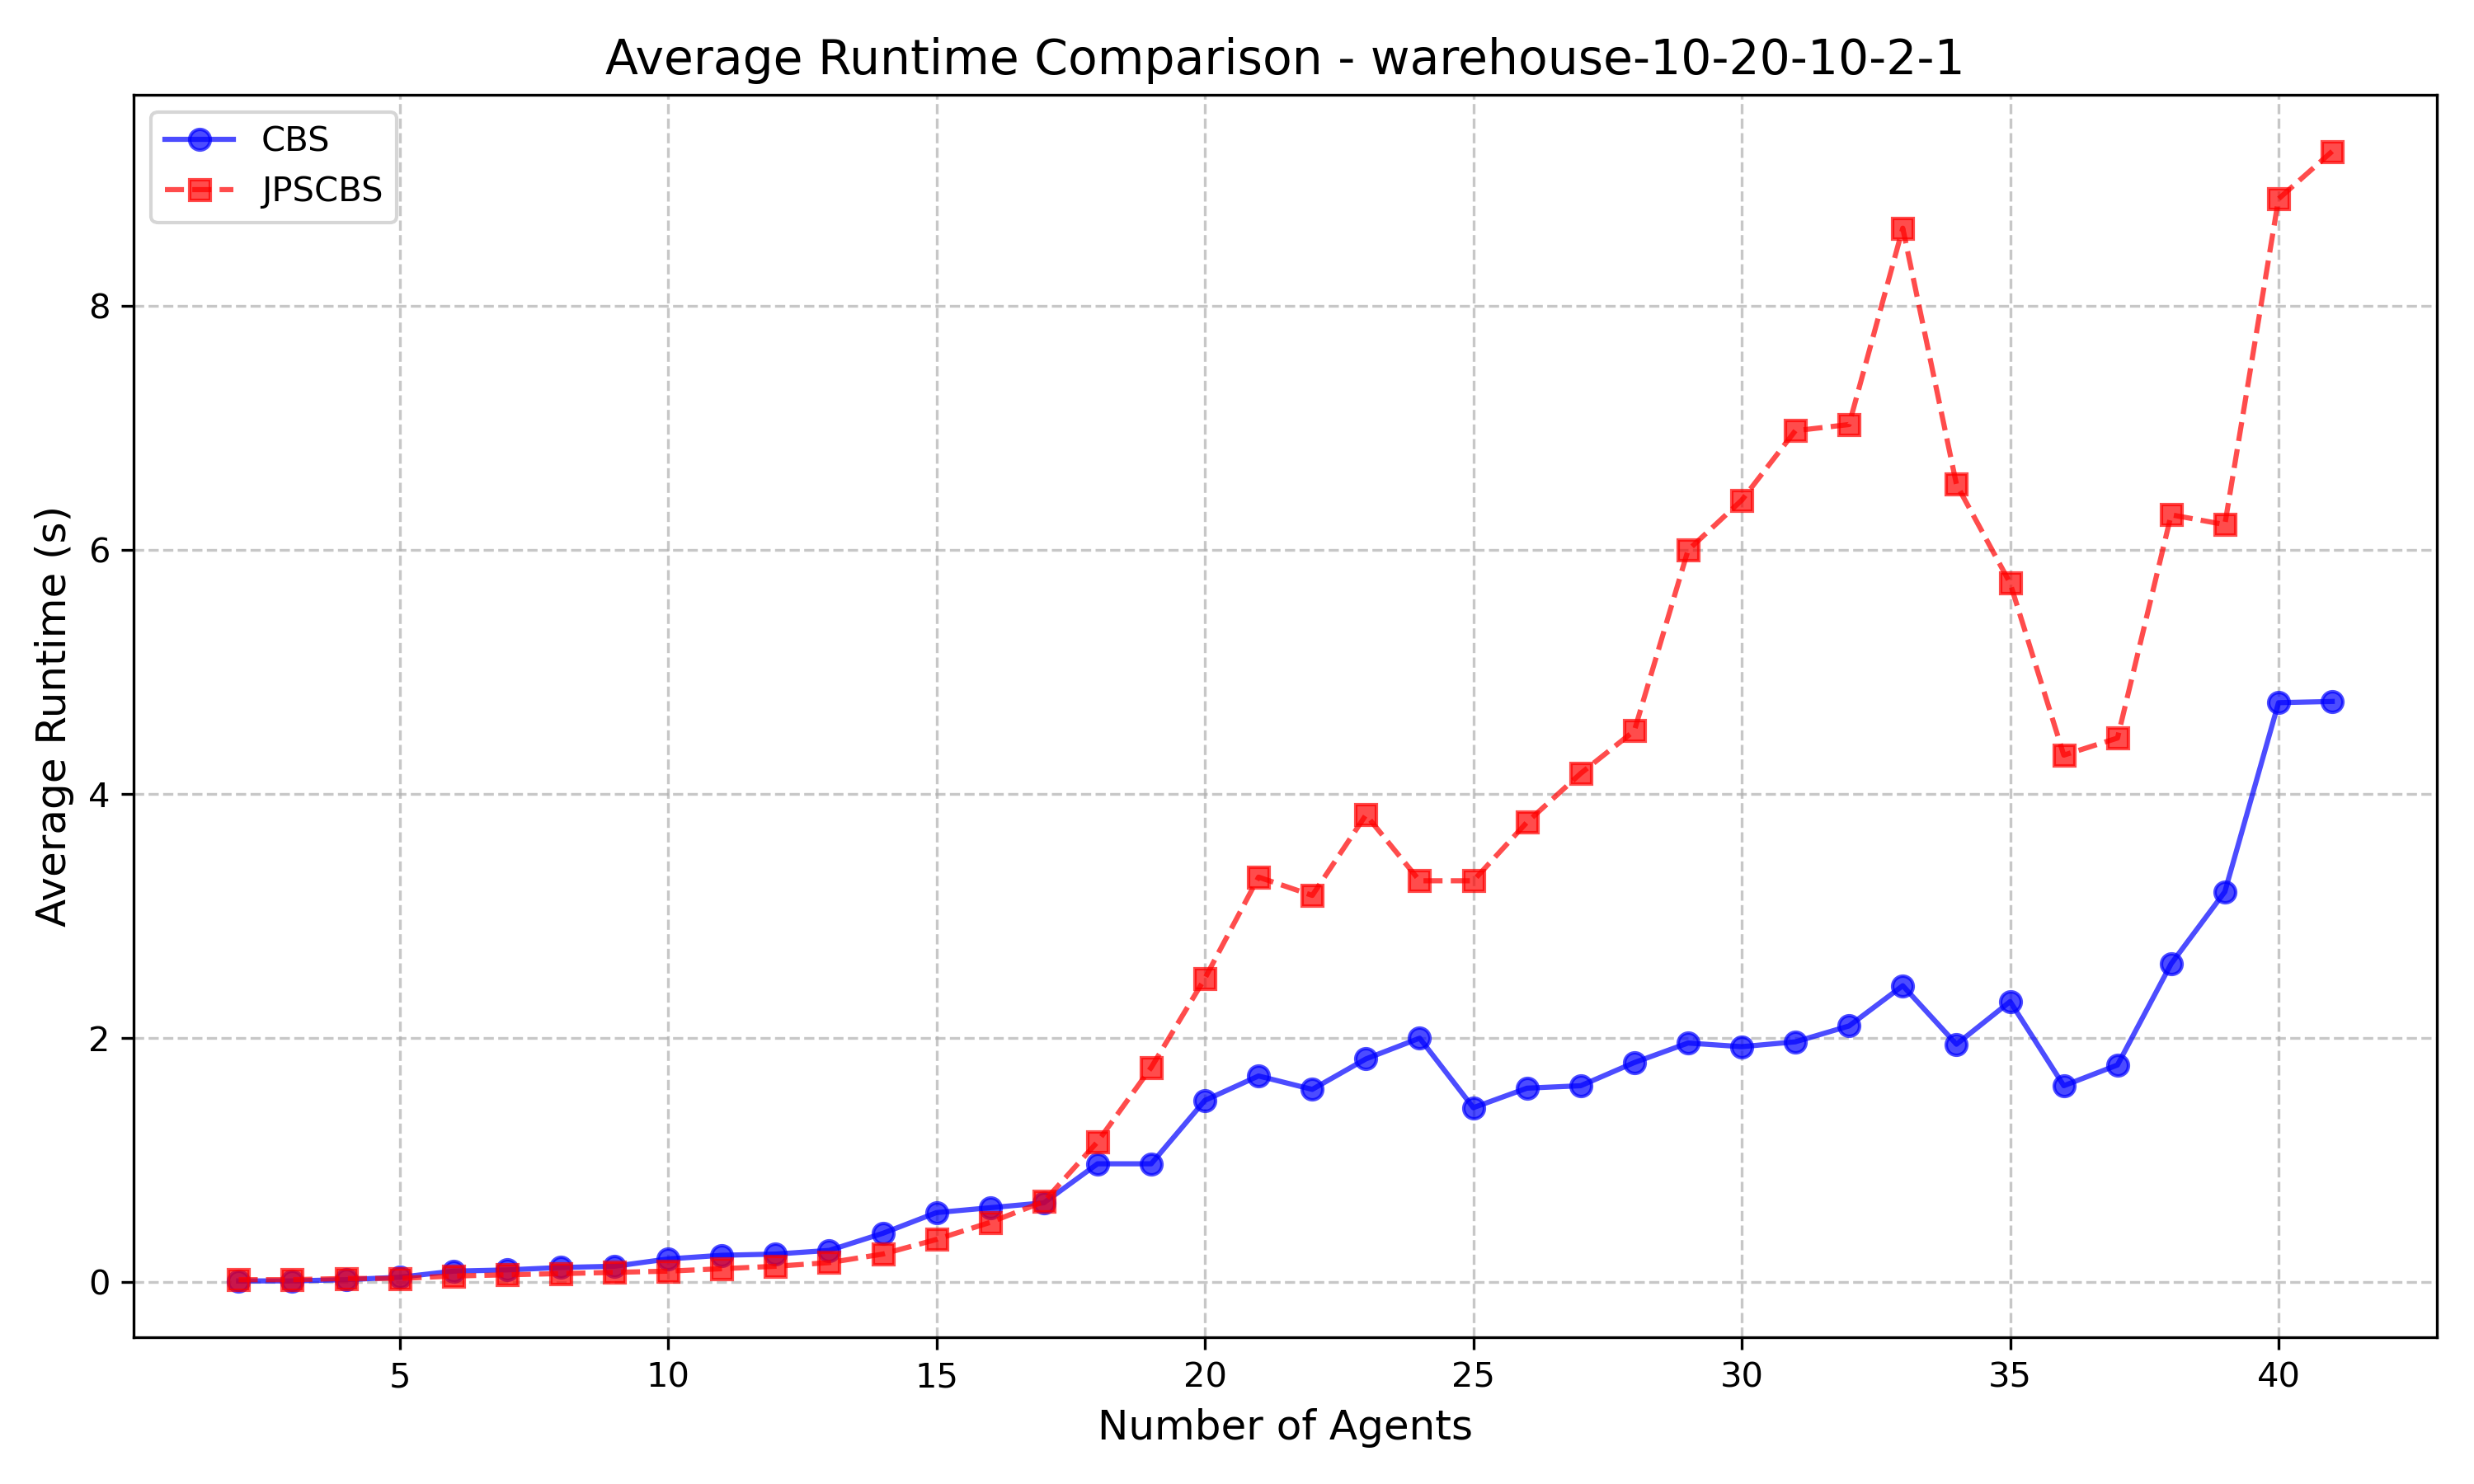 Average Runtime Comparison - warehouse-10-20-10-2-1
CBS
JPSCBS
Average Runtime (s)
8
6
4
2
0
5 10 15 20 25 30 35 40
Number of Agents